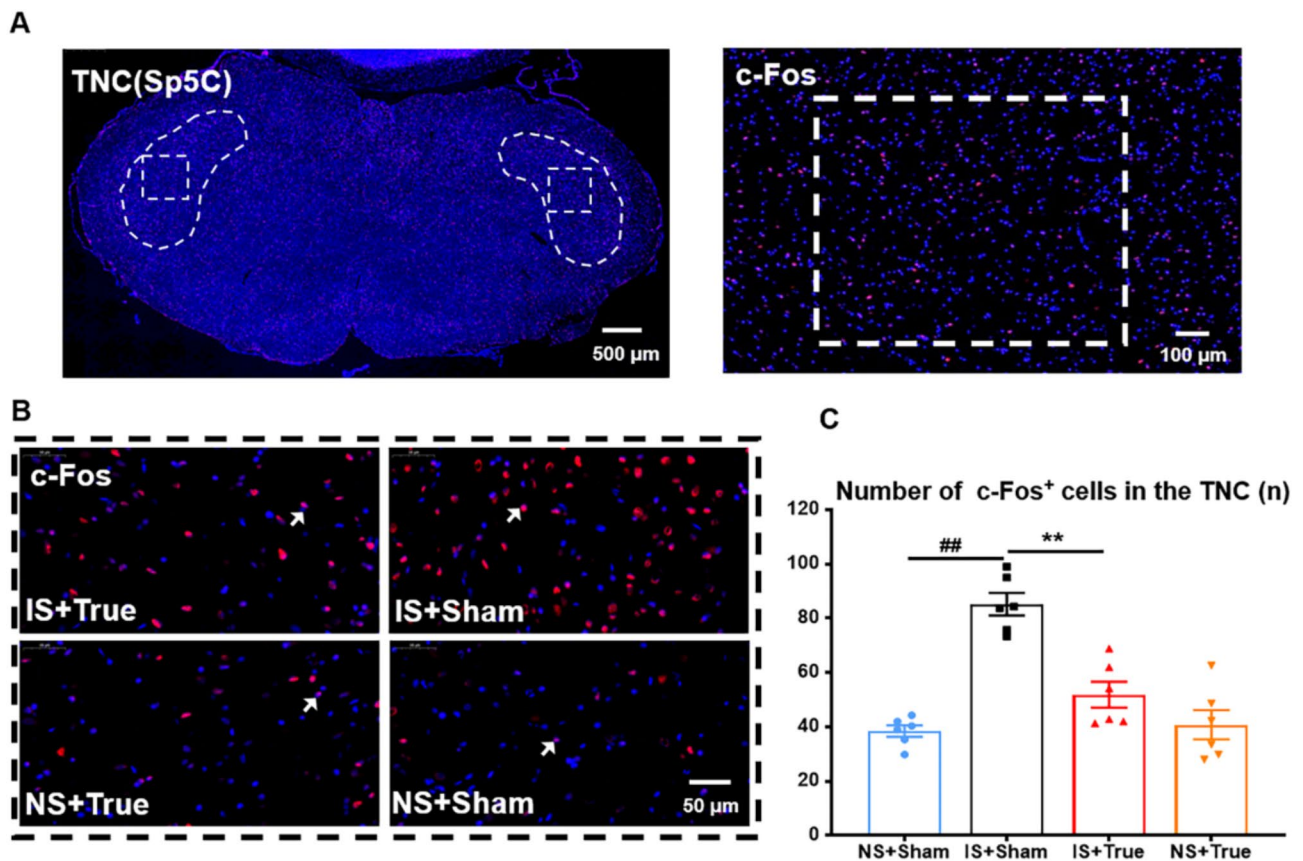 A
TNC(Sp5C)
500 µm
c-Fos
100 µm
B
c-Fos
IS+True
IS+Sham
NS+True
NS+Sham
50 µm
C
Number of c-Fos⁺ cells in the TNC (n)
120
100
80
60
40
20
0
##
**
NS+Sham
IS+Sham
IS+True
NS+True